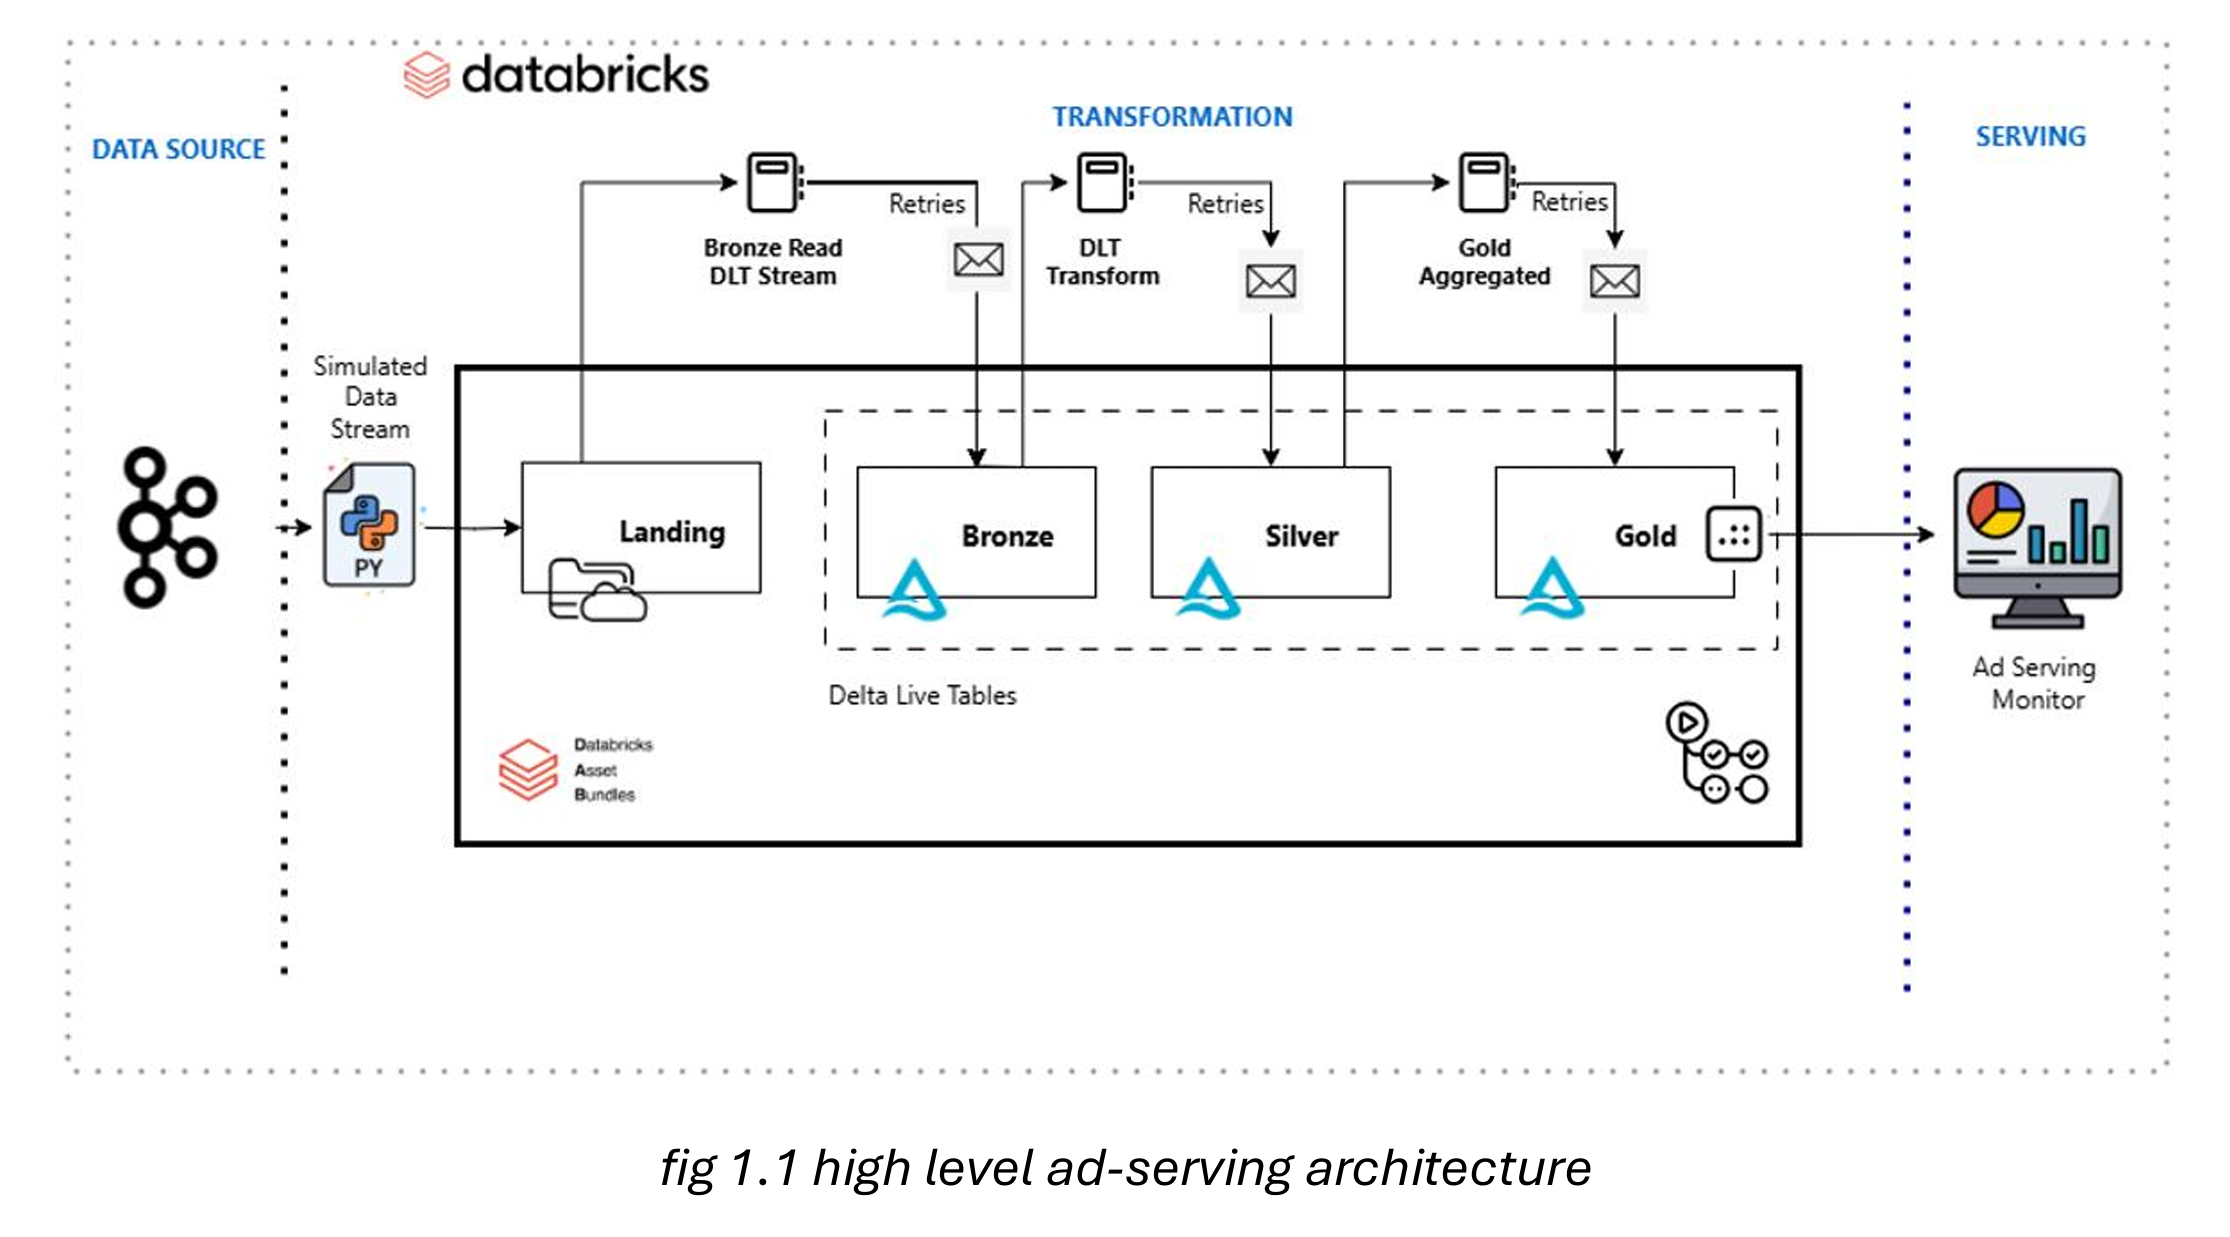 databricks
DATA SOURCE
TRANSFORMATION
SERVING
Retries
Retries
Retries
Bronze Read
DLT Stream
DLT
Transform
Gold
Aggregated
Simulated
Data
Stream
PY
Landing
Bronze
Silver
Gold
Delta Live Tables
Ad Serving
Monitor
Databricks
Asset
Bundles
fig 1.1 high level ad-serving architecture